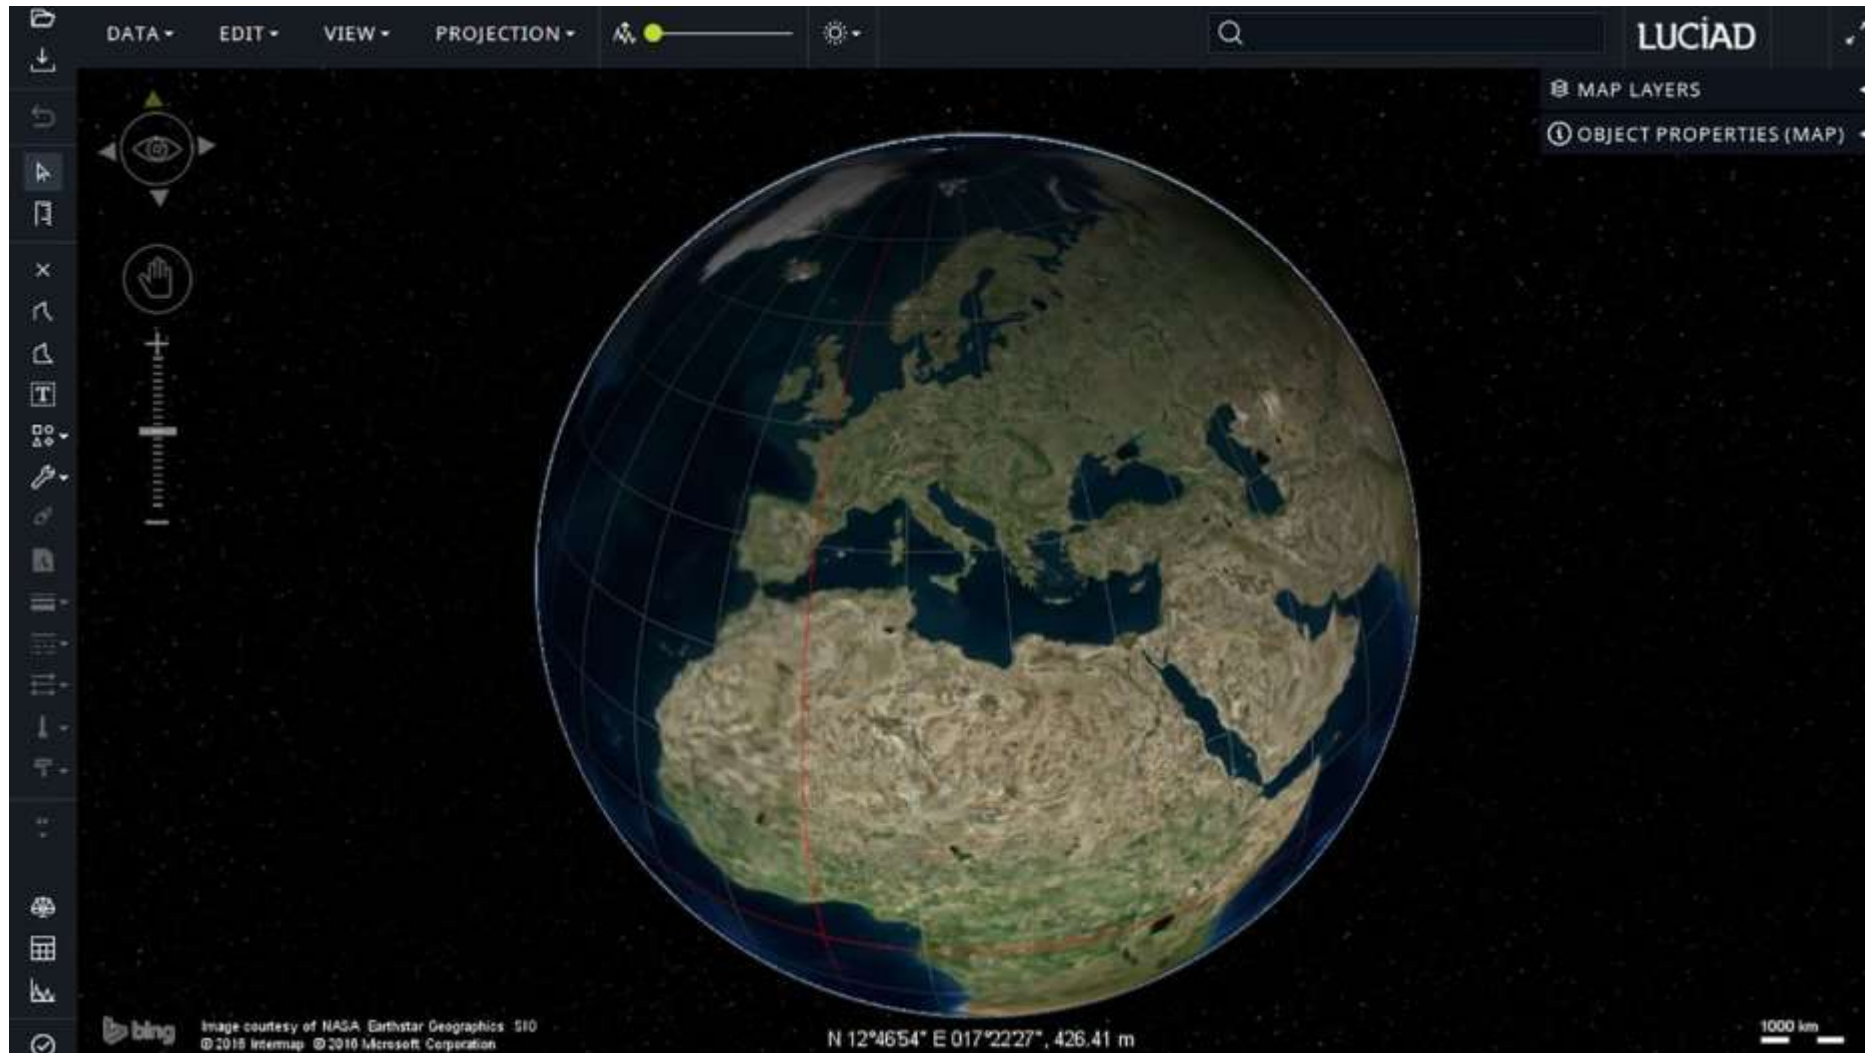 DATA
EDIT
VIEW
PROJECTION
LUCIAD
MAP LAYERS
OBJECT PROPERTIES (MAP)
T
bing
Image courtesy of NASA Earthstar Geographics SIO
© 2016 Intermap © 2016 Microsoft Corporation
N 12°46'54" E 017°22'27", 426.41 m
1000 km